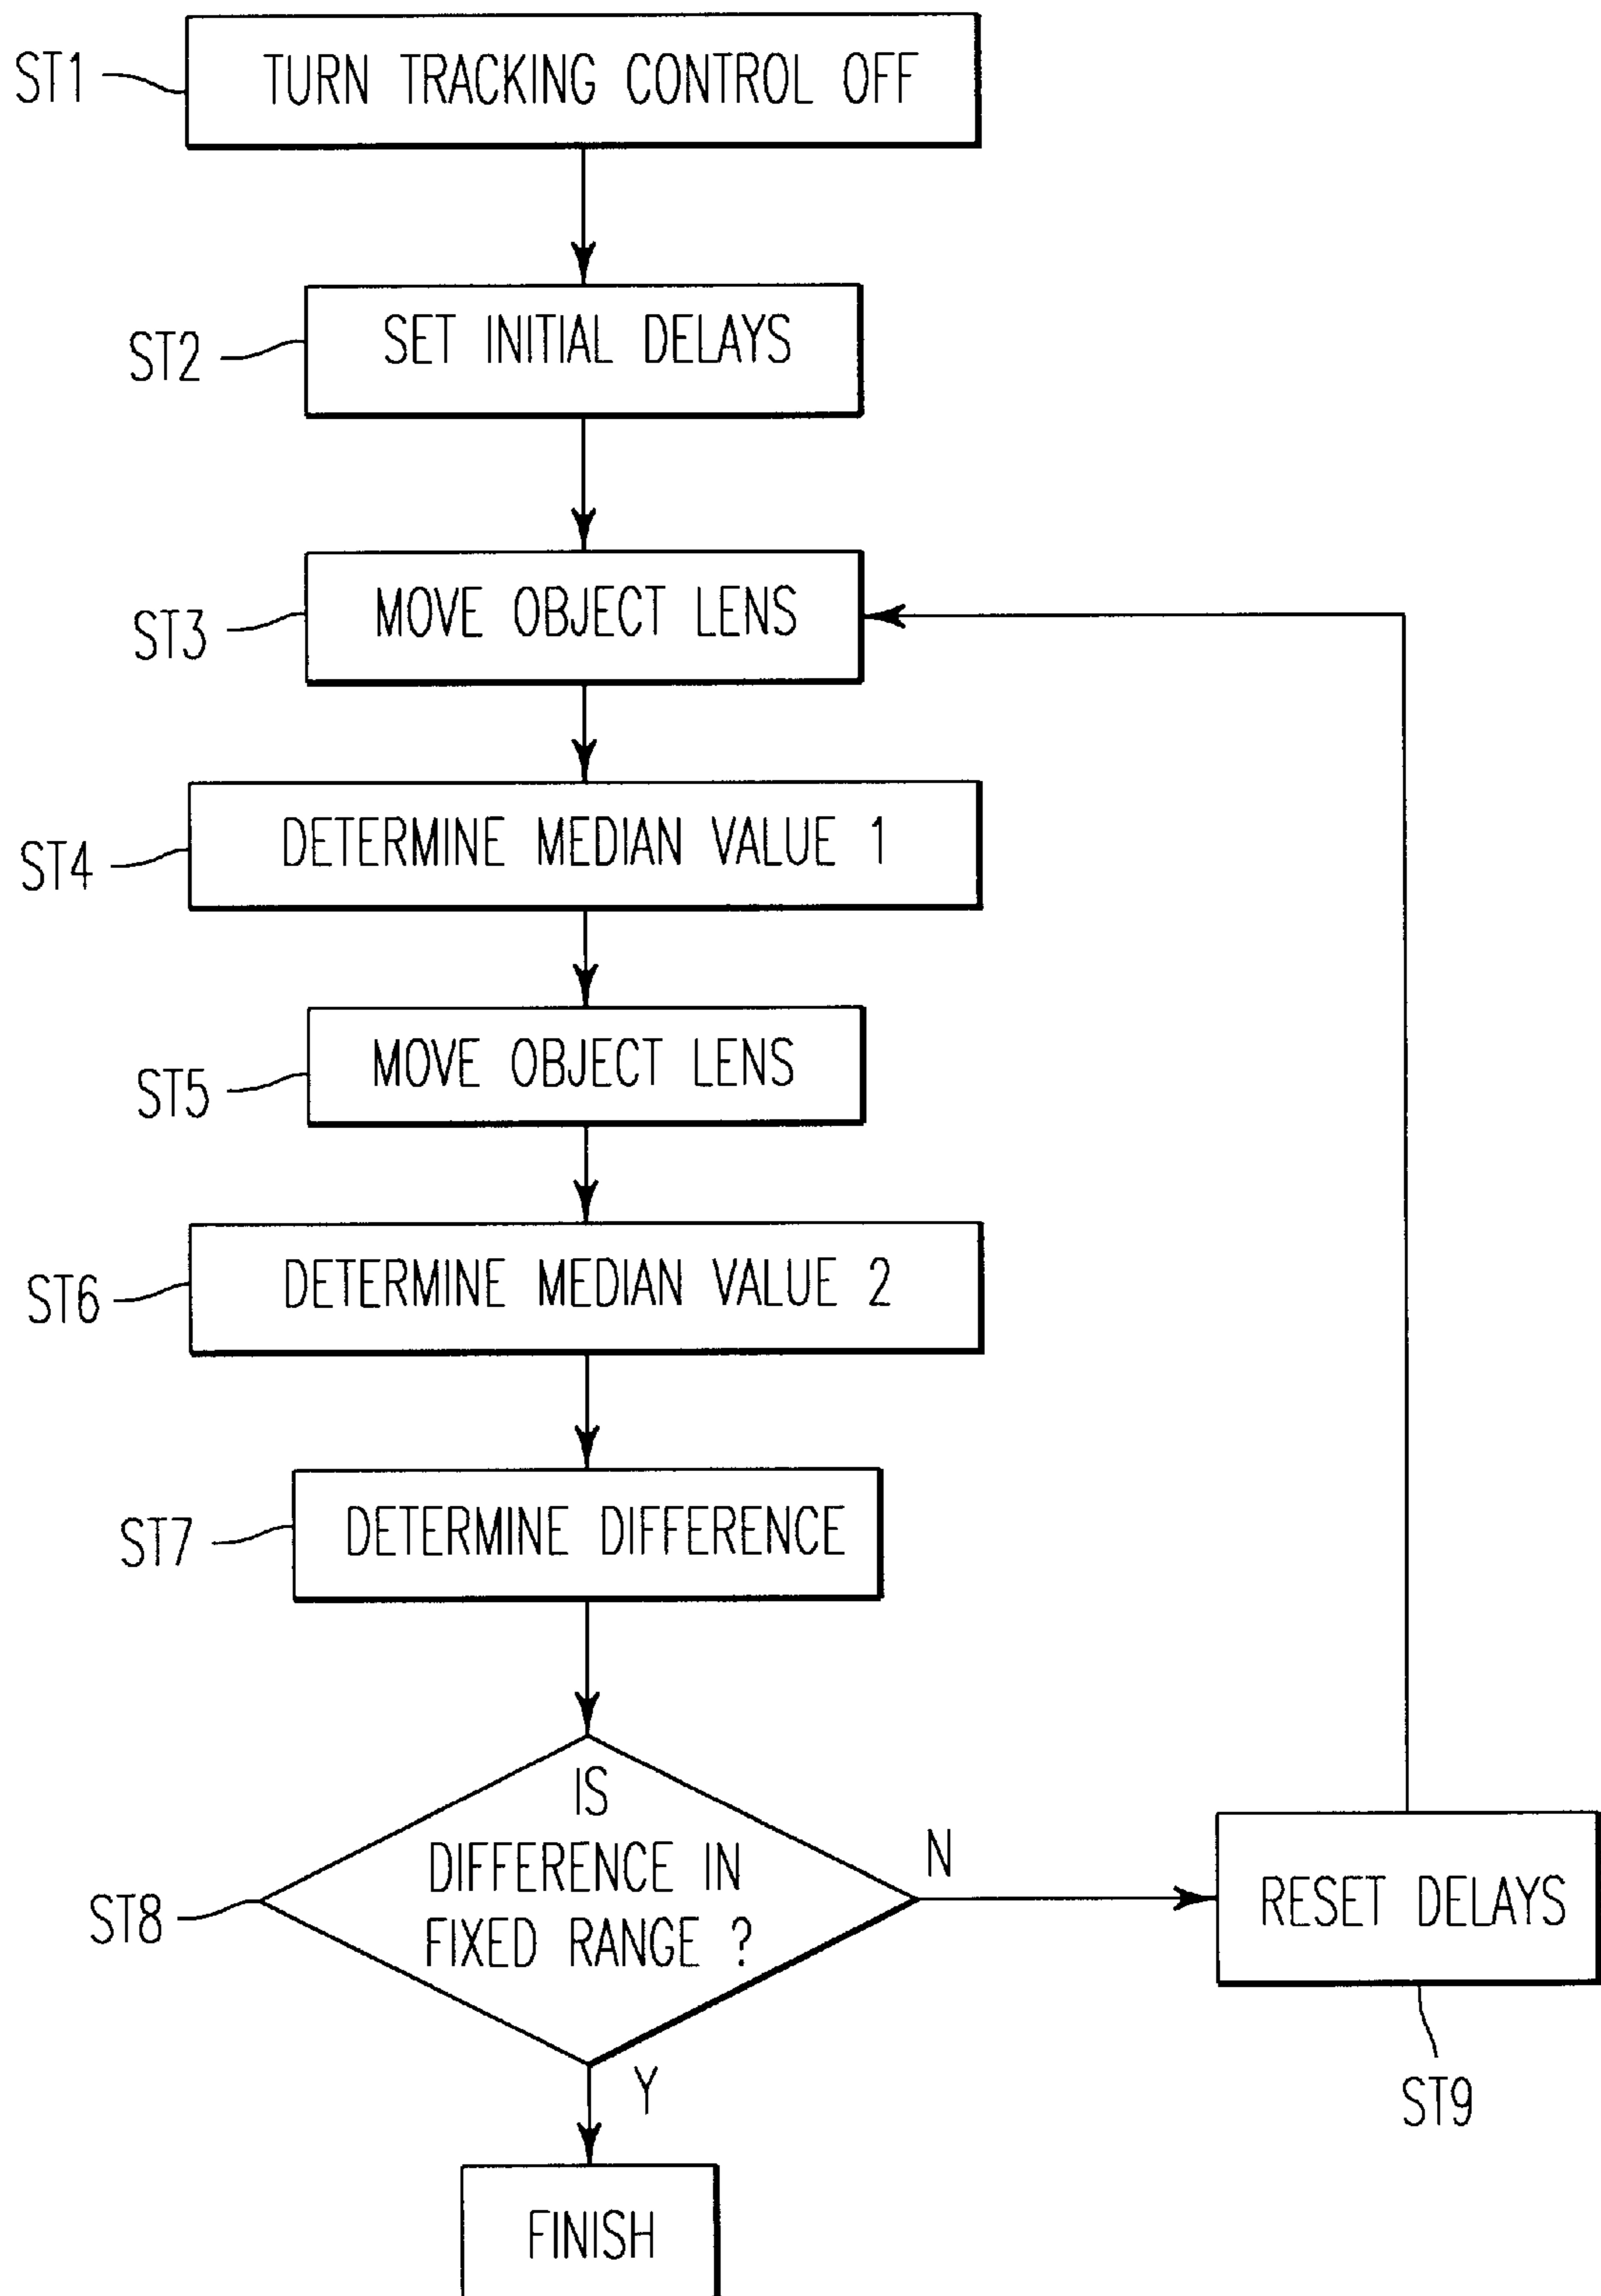 ST1
TURN TRACKING CONTROL OFF
ST2
SET INITIAL DELAYS
ST3
MOVE OBJECT LENS
ST4
DETERMINE MEDIAN VALUE 1
ST5
MOVE OBJECT LENS
ST6
DETERMINE MEDIAN VALUE 2
ST7
DETERMINE DIFFERENCE
ST8
IS
DIFFERENCE IN
FIXED RANGE ?
N
RESET DELAYS
ST9
Y
FINISH